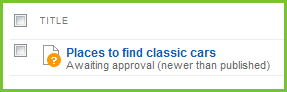 TITLE
Places to find classic cars
Awaiting approval (newer than published)